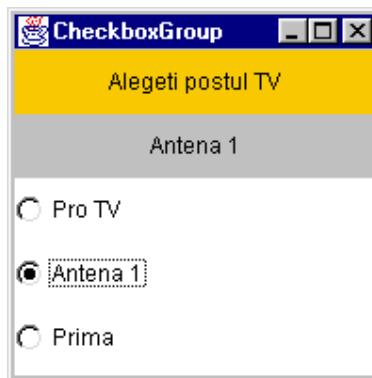 CheckboxGroup
Alegeti postul TV
Antena 1
Pro TV
Antena 1
Prima